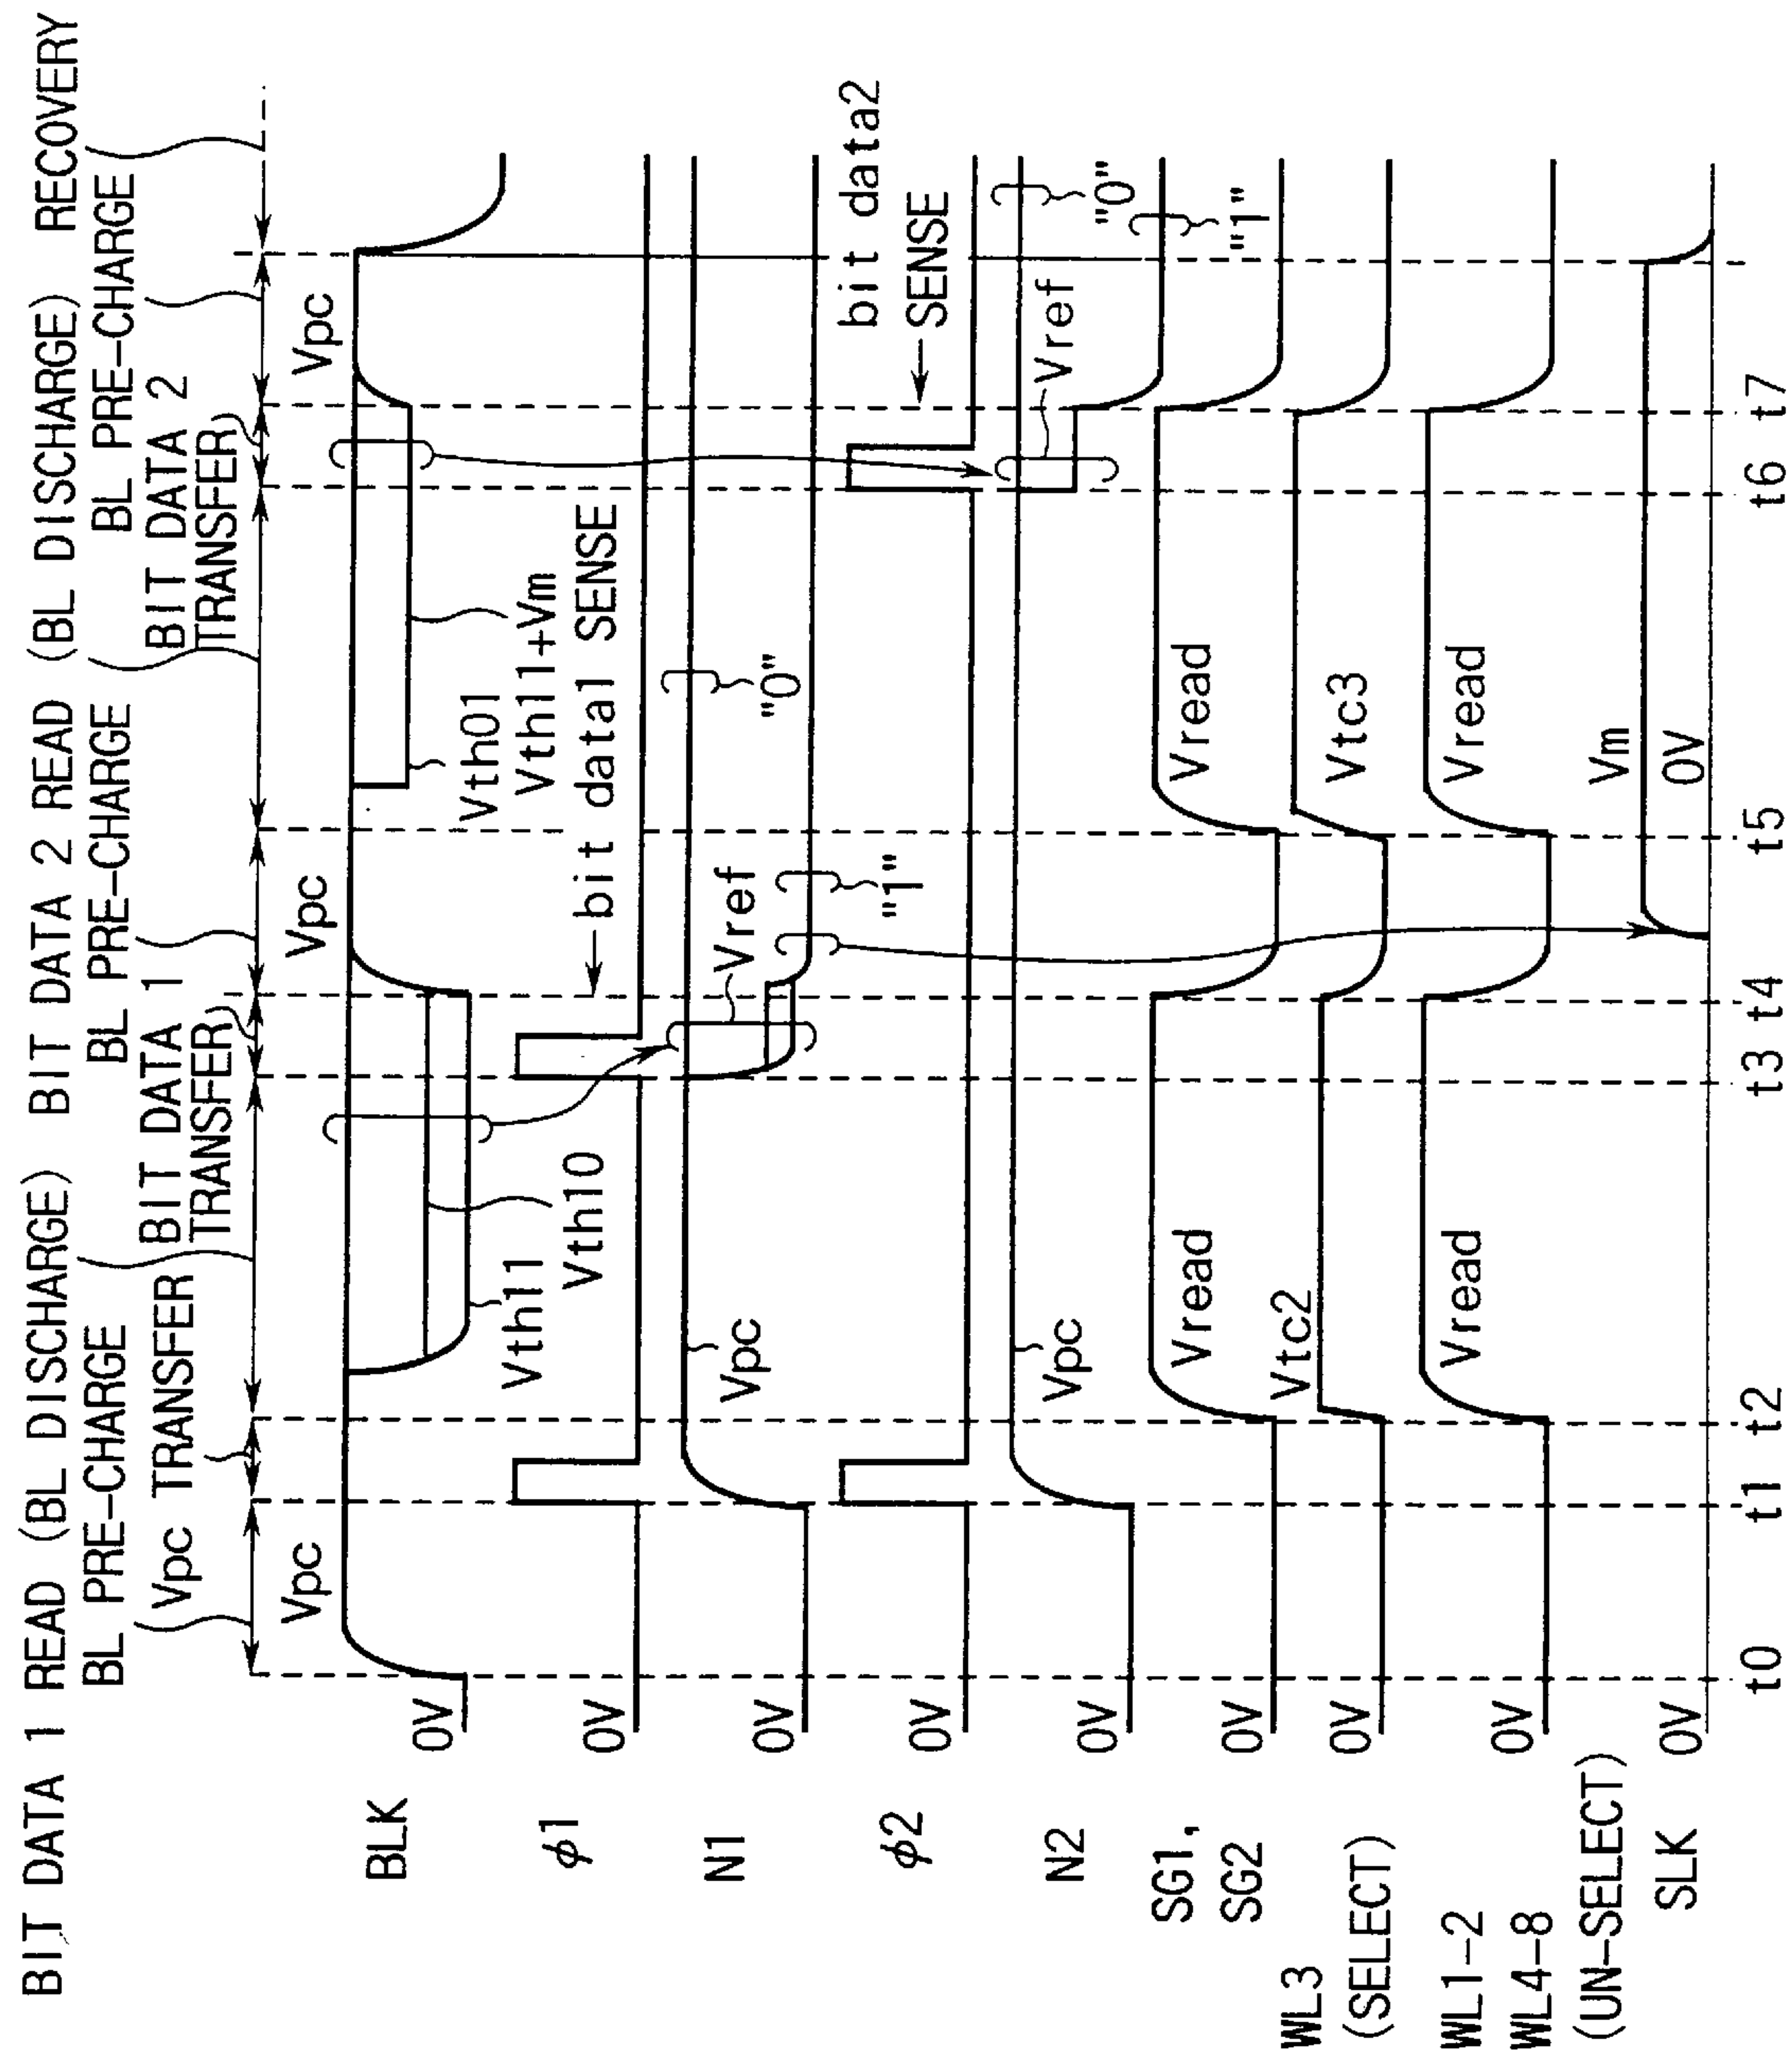 BIT DATA 1 READ (BL DISCHARGE) BIT DATA 2 READ (BL DISCHARGE) RECOVERY
BL PRE-CHARGE
BL PRE-CHARGE
BL PRE-CHARGE
(Vpc TRANSFER
BIT DATA 1
TRANSFER)
BIT DATA 2
TRANSFER)
BLK
0V
Vpc
Vth11
Vth10
Vpc
Vth01
Vth11+Vm
Vpc
φ1
0V
bit data1 SENSE
N1
0V
Vpc
Vref
"1"
"0"
φ2
0V
bit data2
SENSE
N2
0V
Vpc
Vref
"0"
"1"
SG1,
SG2
0V
Vread
Vread
WL3
(SELECT)
0V
Vtc2
Vtc3
WL1-2
WL4-8
(UN-SELECT)
0V
Vread
Vread
SLK
0V
Vm
0V
t0 t1 t2 t3 t4 t5 t6 t7